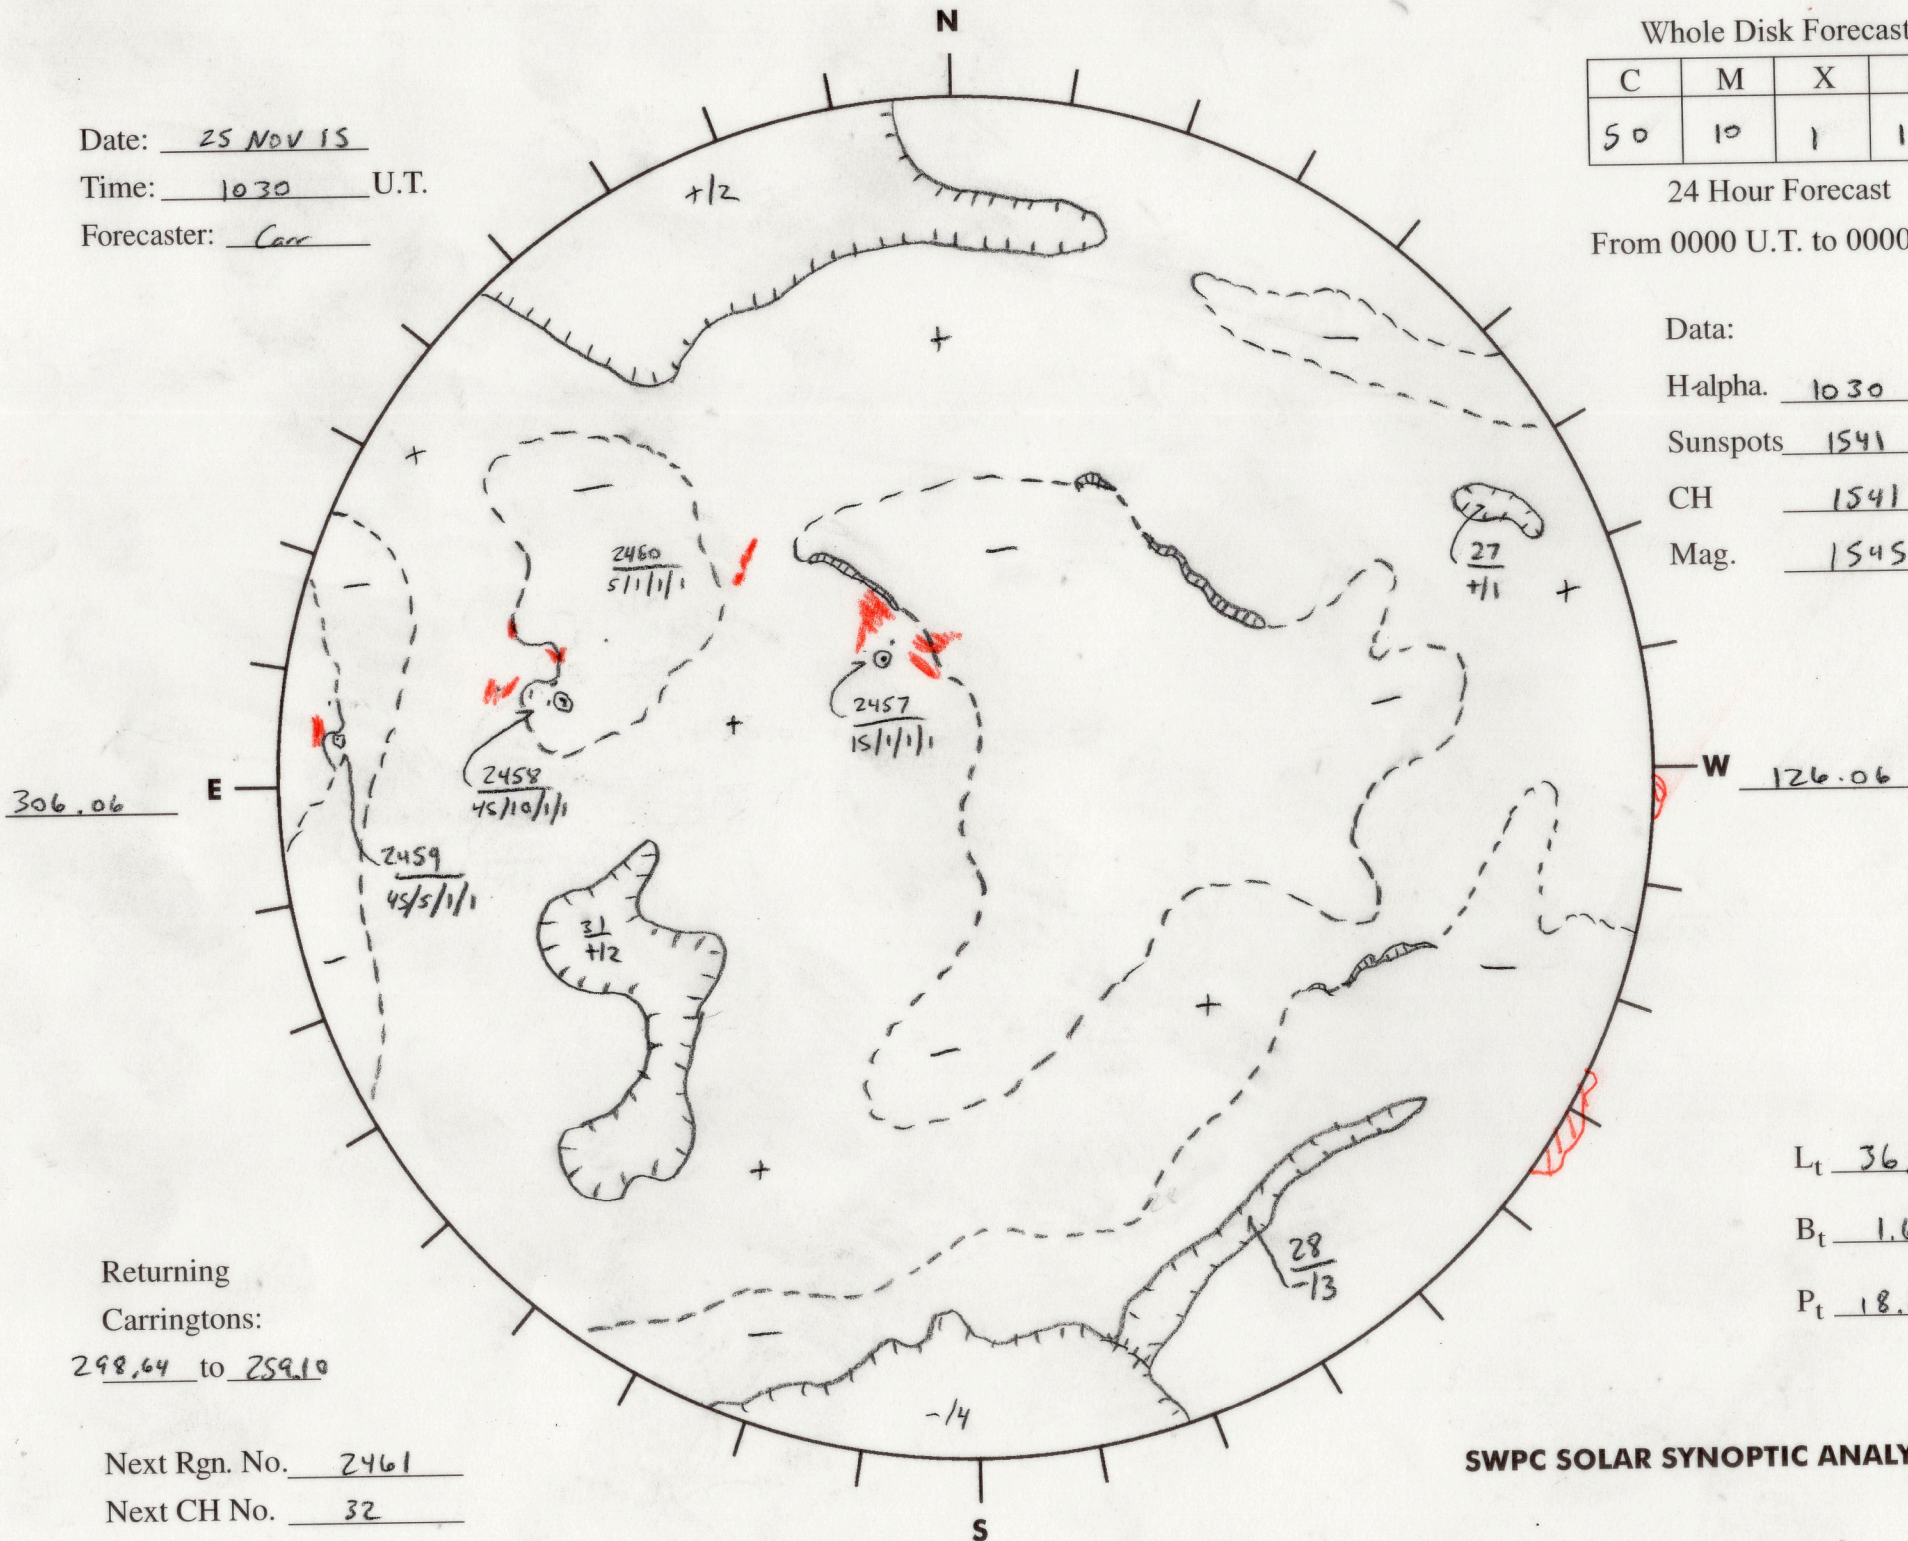 N
Whole Disk Forecast
C M X
50 10 1 1
24 Hour Forecast
From 0000 U.T. to 0000
Date: 25 NOV 15
Time: 1030 U.T.
Forecaster: Carr
+/2
+
-
Data:
H-alpha. 1030
Sunspots 1541
CH 1541
Mag. 1545
+
-
-
27
+/1
+
2460
5/1/1/1
-
-
2457
15/1/1/1
+
2458
45/10/1/1
306.06 E
W 126.06
2459
45/5/1/1
31
+/2
-
-
+
-
+
28
-/3
-
-/4
Lt 36.
Bt 1.6
Pt 18.
Returning
Carringtons:
298.64 to 259.10
Next Rgn. No. 2461
Next CH No. 32
SWPC SOLAR SYNOPTIC ANALY
S